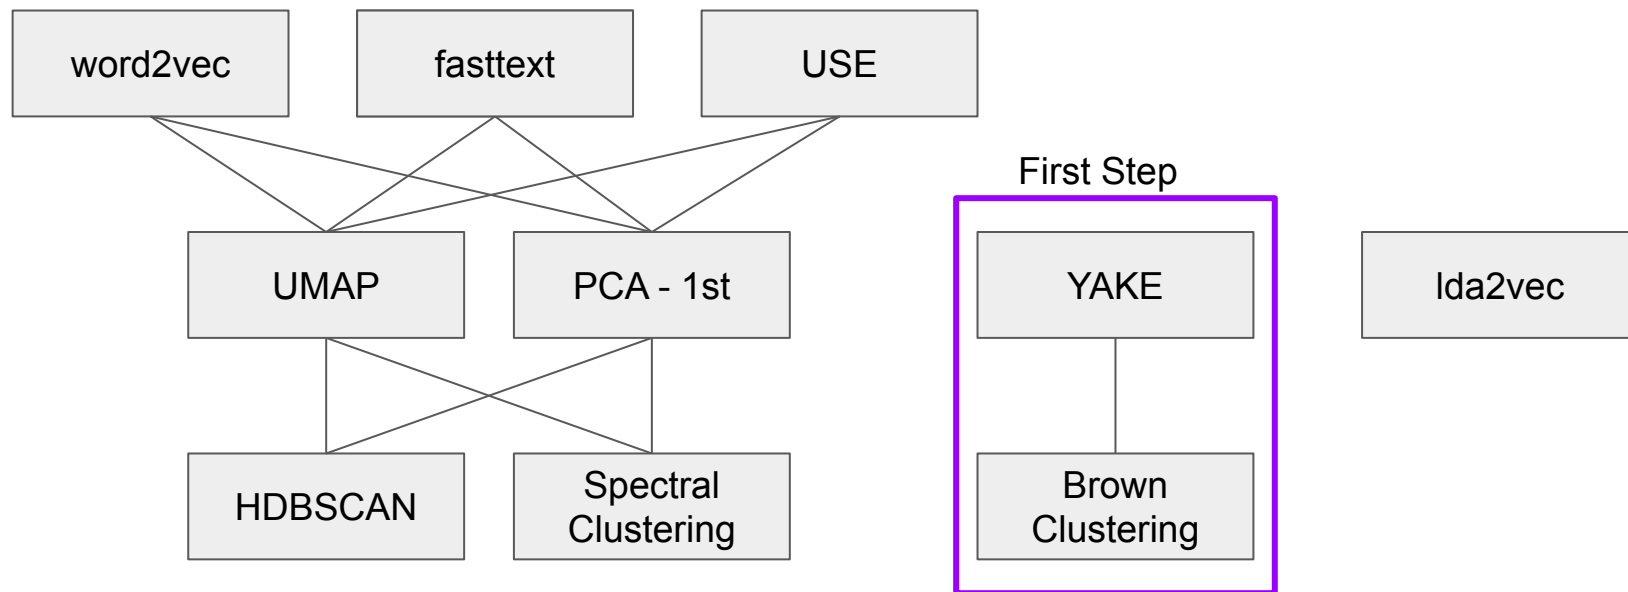 word2vec
fasttext
USE
First Step
UMAP
PCA - 1st
YAKE
lda2vec
HDBSCAN
Spectral
Clustering
Brown
Clustering